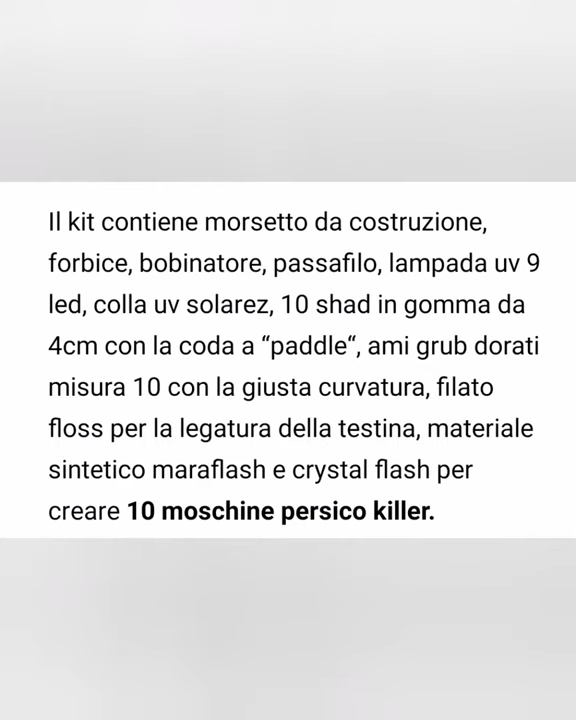 Il kit contiene morsetto da costruzione,
forbice, bobinatore, passafilo, lampada uv 9
led, colla uv solarez, 10 shad in gomma da
4cm con la coda a “paddle“, ami grub dorati
misura 10 con la giusta curvatura, filato
floss per la legatura della testina, materiale
sintetico maraflash e crystal flash per
creare 10 moschine persico killer.